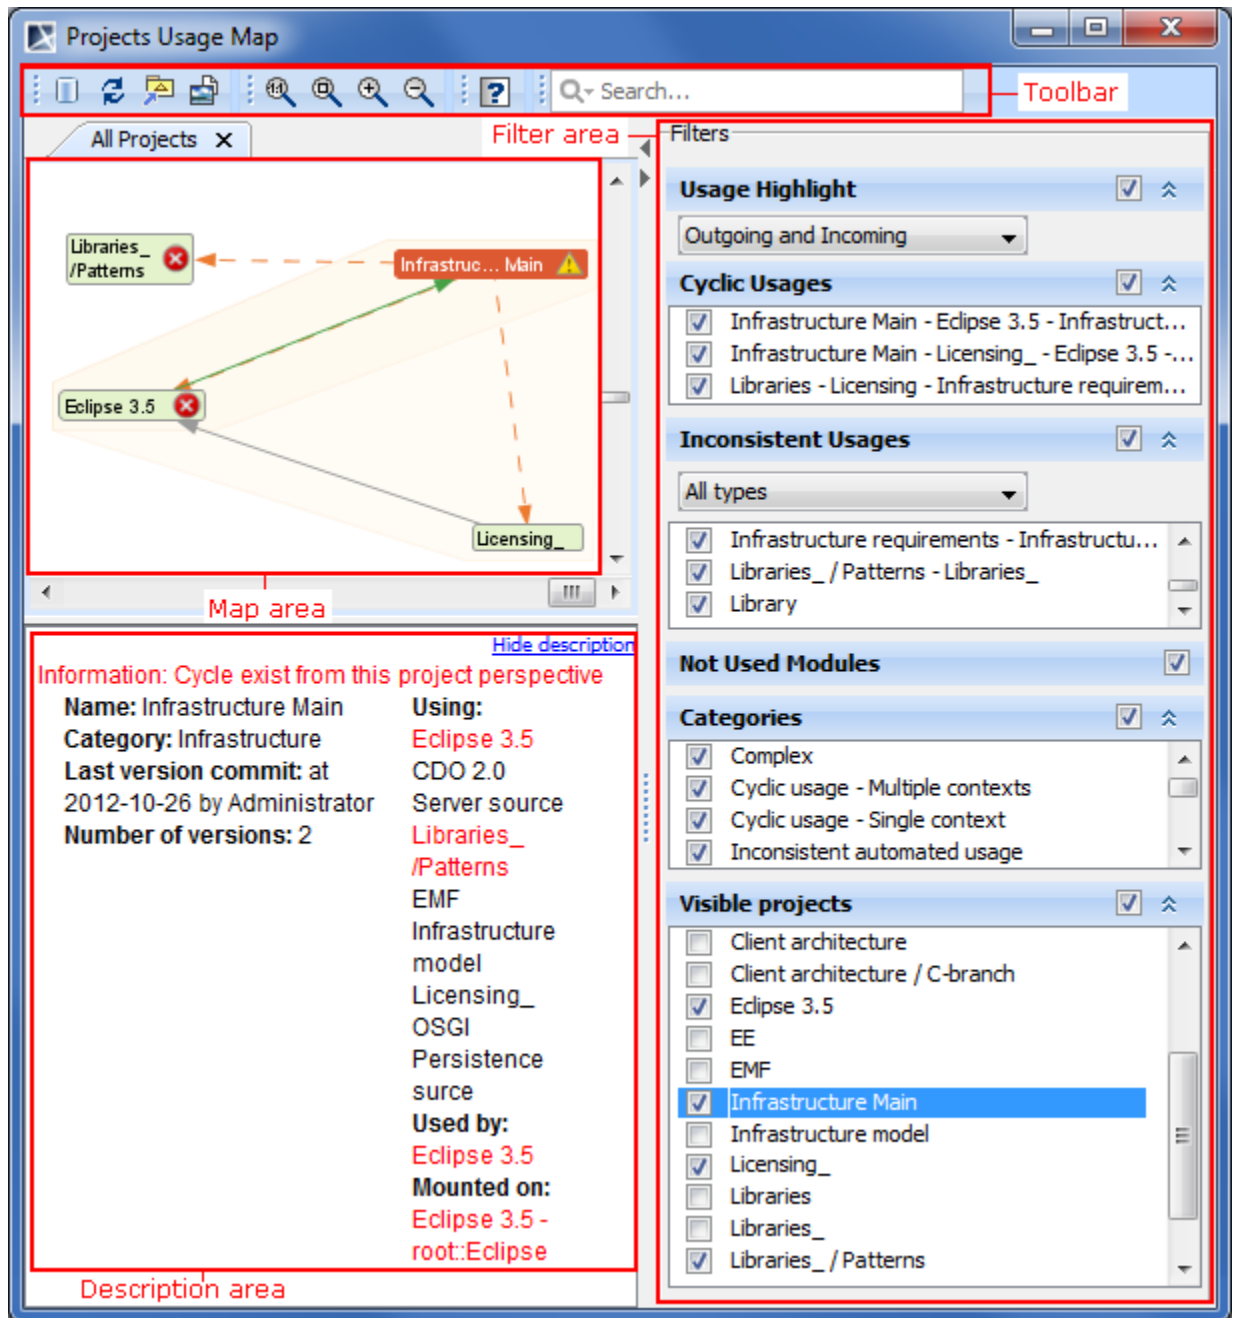 Projects Usage Map
Search...
Toolbar
All Projects
Filter area
Filters
Libraries_
/Patterns
Infrastruc... Main
Eclipse 3.5
Licensing_
Map area
Usage Highlight
Outgoing and Incoming
Cyclic Usages
Infrastructure Main - Eclipse 3.5 - Infrastruct...
Infrastructure Main - Licensing_ - Eclipse 3.5 -...
Libraries - Licensing - Infrastructure requirem...
Inconsistent Usages
All types
Infrastructure requirements - Infrastructu...
Libraries_ / Patterns - Libraries_
Library
Not Used Modules
Categories
Complex
Cyclic usage - Multiple contexts
Cyclic usage - Single context
Inconsistent automated usage
Visible projects
Client architecture
Client architecture / C-branch
Eclipse 3.5
EE
EMF
Infrastructure Main
Infrastructure model
Licensing_
Libraries
Libraries_
Libraries_ / Patterns
Hide description
Information: Cycle exist from this project perspective
Name: Infrastructure Main
Category: Infrastructure
Last version commit: at
2012-10-26 by Administrator
Number of versions: 2
Using:
Eclipse 3.5
CDO 2.0
Server source
Libraries_
/Patterns
EMF
Infrastructure
model
Licensing_
OSGI
Persistence
surce
Used by:
Eclipse 3.5
Mounted on:
Eclipse 3.5 -
root::Eclipse
Description area